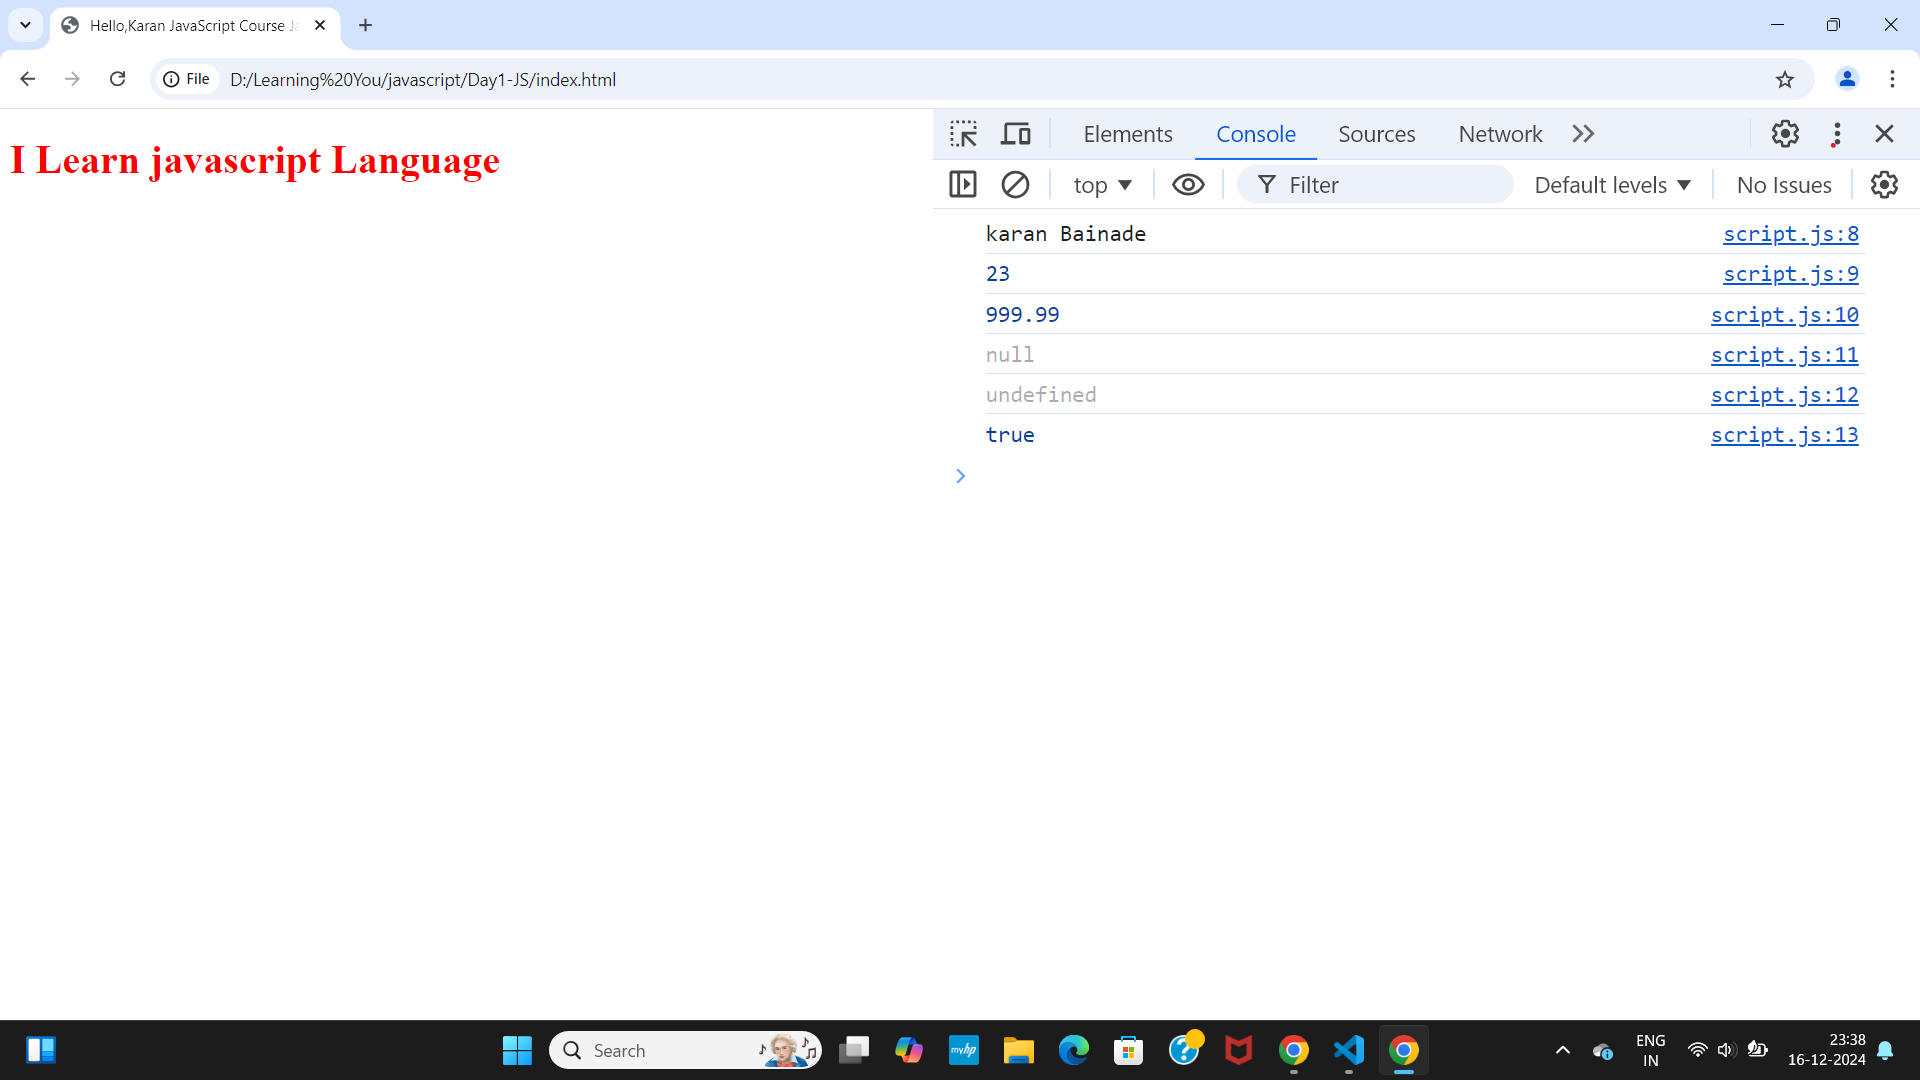 Hello,Karan JavaScript Course Ja
File D:/Learning%20You/javascript/Day1-JS/index.html
I Learn javascript Language
Elements Console Sources Network
top Filter Default levels No Issues
karan Bainade script.js:8
23 script.js:9
999.99 script.js:10
null script.js:11
undefined script.js:12
true script.js:13
Search myhp ENG 23:38
IN 16-12-2024